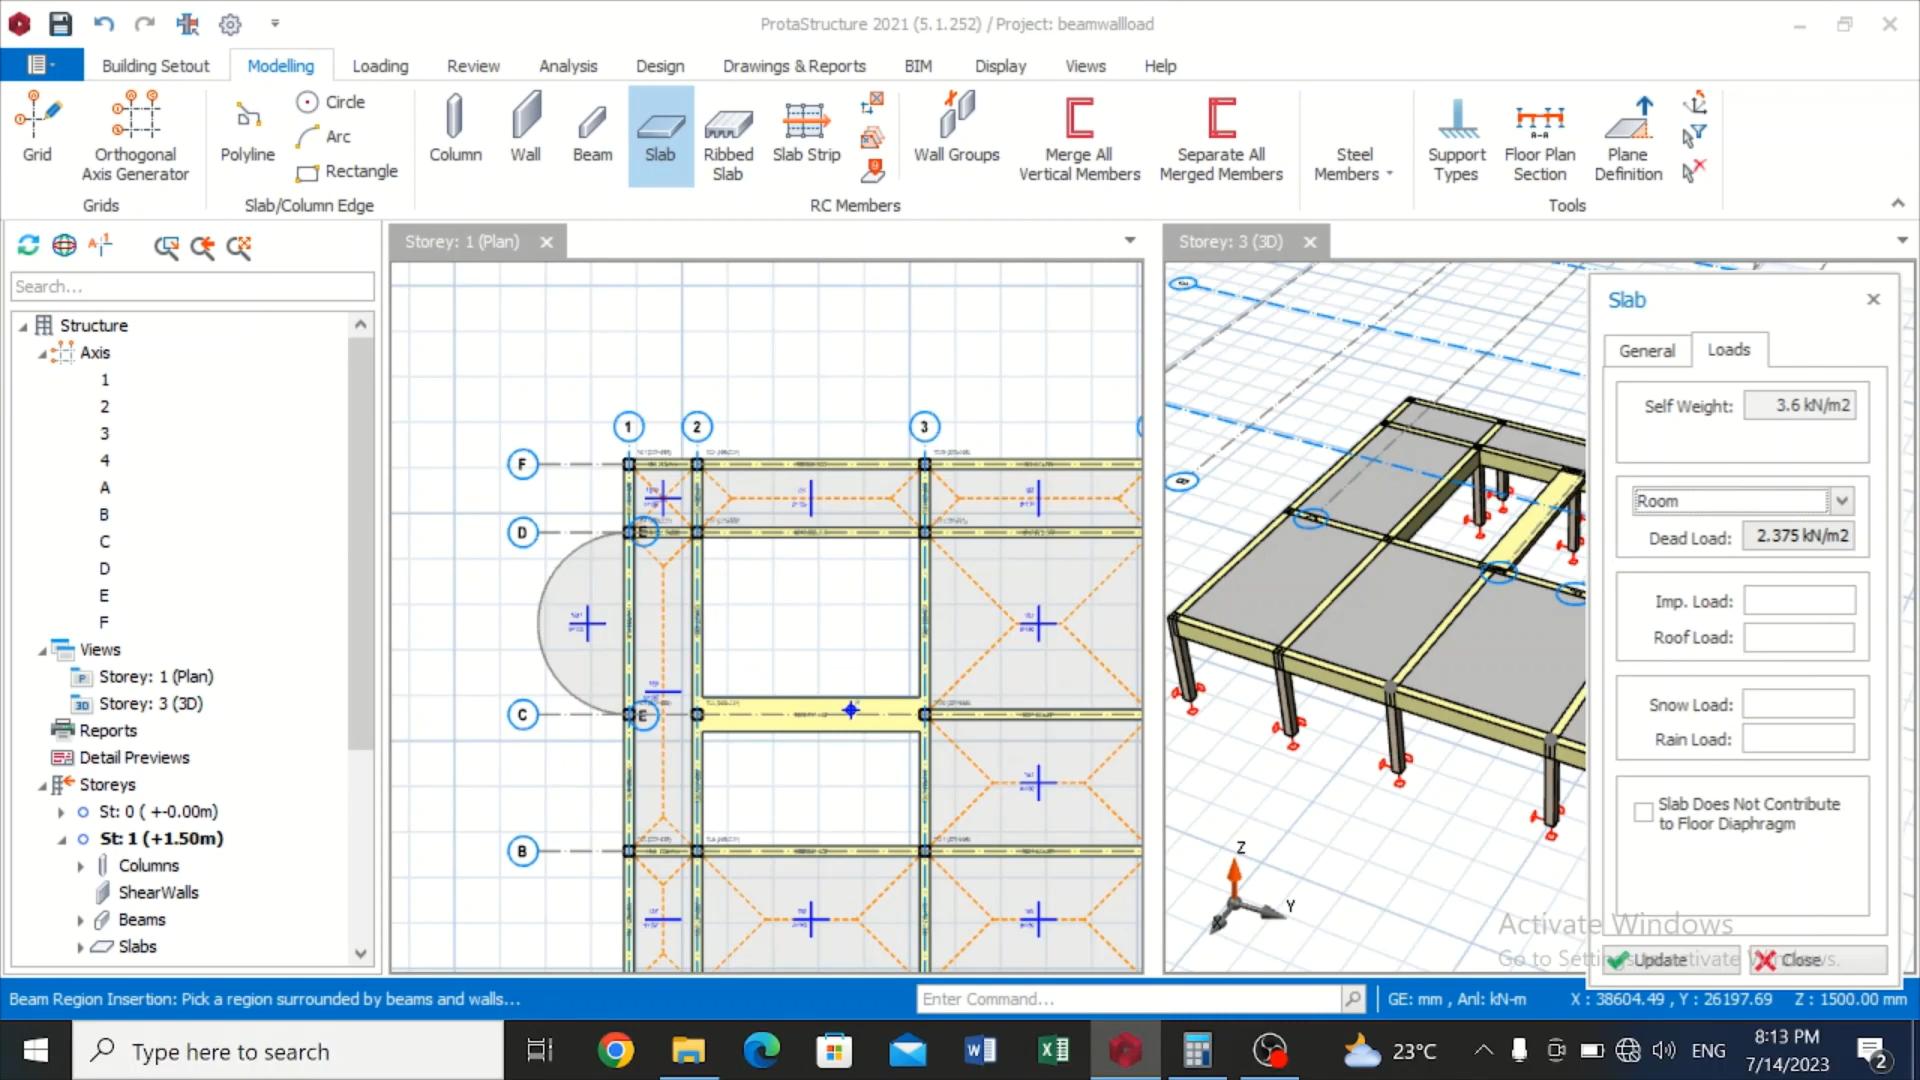 ProtaStructure 2021 (5.1.252) / Project: beamwallload
Building Setout
Modelling
Loading
Review
Analysis
Design
Drawings & Reports
BIM
Display
Views
Help
Grid
Orthogonal
Axis Generator
Grids
Polyline
Circle
Arc
Rectangle
Slab/Column Edge
Column
Wall
Beam
Slab
Ribbed
Slab
Slab Strip
Wall Groups
Merge All
Vertical Members
Separate All
Merged Members
RC Members
Steel
Members
Support
Types
Floor Plan
Section
Plane
Definition
Tools
Search...
Structure
Axis
1
2
3
4
A
B
C
D
E
F
Views
Storey: 1 (Plan)
Storey: 3 (3D)
Reports
Detail Previews
Storeys
St: 0 ( +-0.00m)
St: 1 (+1.50m)
Columns
ShearWalls
Beams
Slabs
Storey: 1 (Plan)
1
2
3
F
D
E
C
E
B
Storey: 3 (3D)
Z
Y
Slab
General
Loads
Self Weight: 3.6 kN/m2
Room
Dead Load: 2.375 kN/m2
Imp. Load:
Roof Load:
Snow Load:
Rain Load:
Slab Does Not Contribute
to Floor Diaphragm
Update
Close
Activate Windows
Go to Settings to activate Windows.
Beam Region Insertion: Pick a region surrounded by beams and walls...
Enter Command...
GE: mm , Anl: kN-m
X : 38604.49 , Y : 26197.69
Z : 1500.00 mm
Type here to search
23°C
ENG
8:13 PM
7/14/2023
2